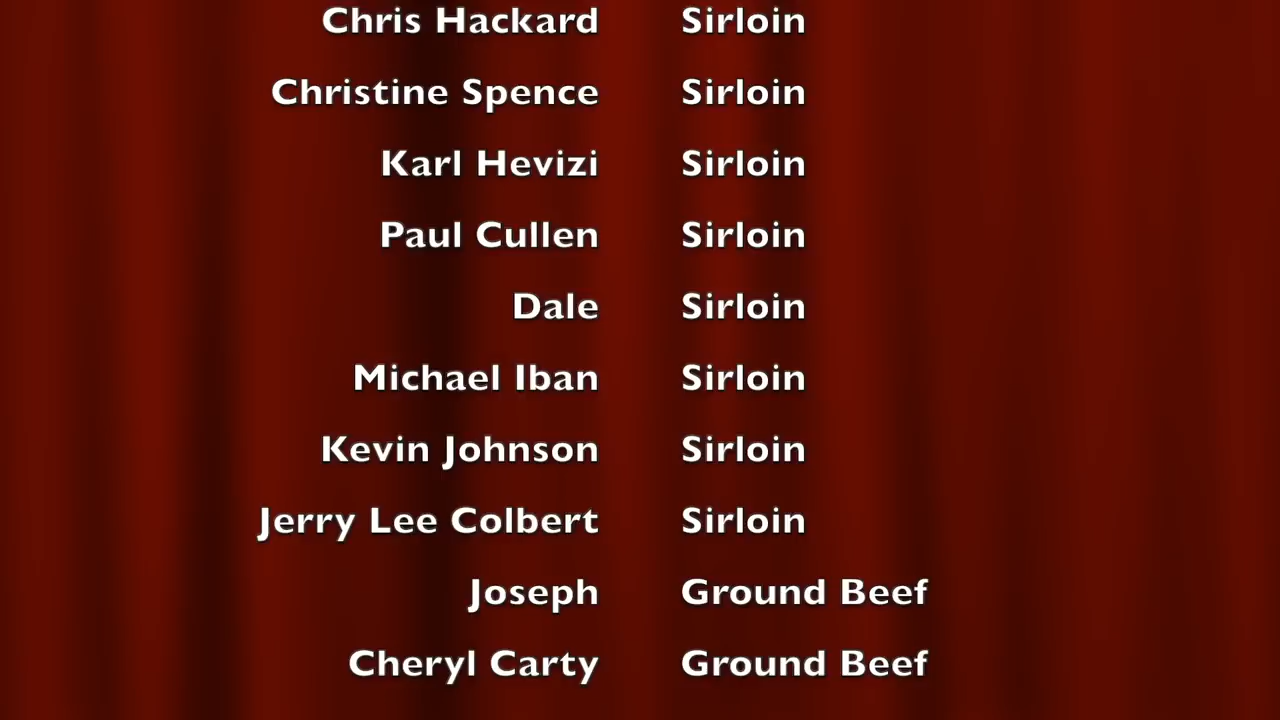 Chris Hackard Sirloin
Christine Spence Sirloin
Karl Hevizi Sirloin
Paul Cullen Sirloin
Dale Sirloin
Michael Iban Sirloin
Kevin Johnson Sirloin
Jerry Lee Colbert Sirloin
Joseph Ground Beef
Cheryl Carty Ground Beef